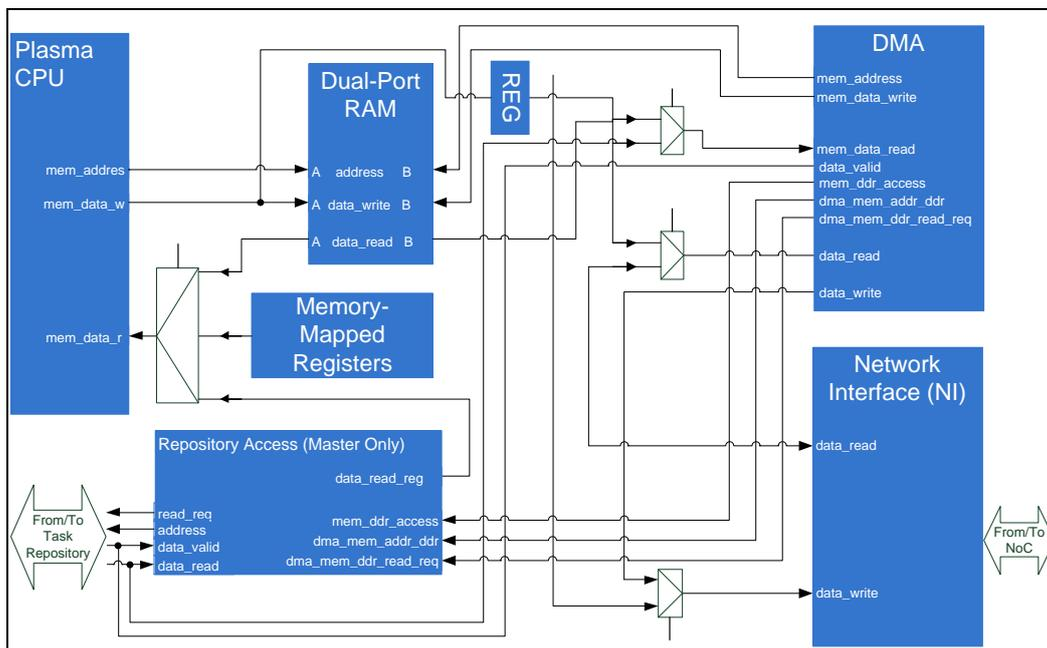 Plasma
CPU
mem_addres
mem_data_w
mem_data_r
Dual-Port
RAM
A address B
A data_write B
A data_read B
REG
Memory-
Mapped
Registers
DMA
mem_address
mem_data_write
mem_data_read
data_valid
mem_ddr_access
dma_mem_addr_ddr
dma_mem_ddr_read_req
data_read
data_write
Repository Access (Master Only)
data_read_reg
read_req
address
data_valid
data_read
mem_ddr_access
dma_mem_addr_ddr
dma_mem_ddr_read_req
From/To
Task
Repository
Network
Interface (NI)
data_read
data_write
From/To
NoC